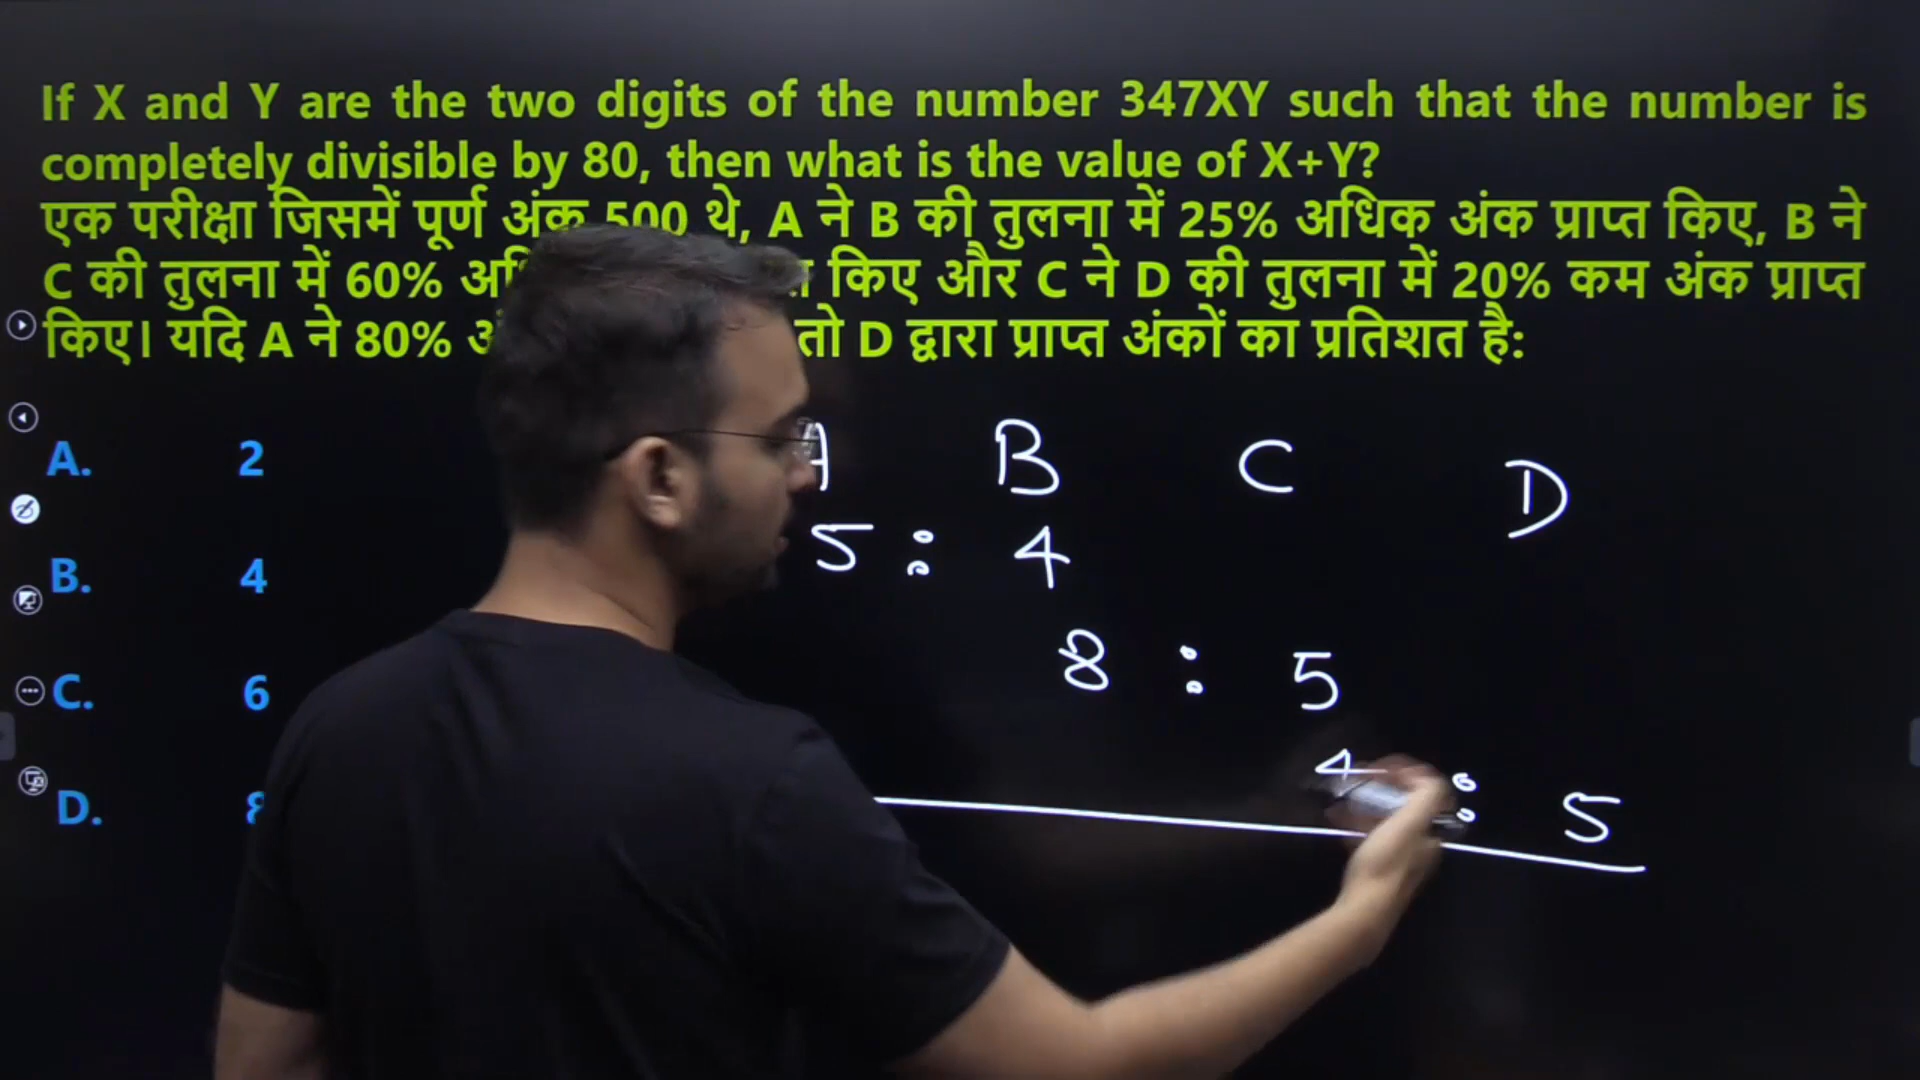 If X and Y are the two digits of the number 347XY such that the number is
completely divisible by 80, then what is the value of X+Y?
एक परीक्षा जिसमें पूर्ण अंक 500 थे, A ने B की तुलना में 25% अधिक अंक प्राप्त किए, B ने
C की तुलना में 60% किए और C ने D की तुलना में 20% कम अंक प्राप्त
किए। यदि A ने 80% तो D द्वारा प्राप्त अंकों का प्रतिशत है:
A. 2
B. 4
C. 6
D. 8
A B C D
5 : 4
8 : 5
4 : 5